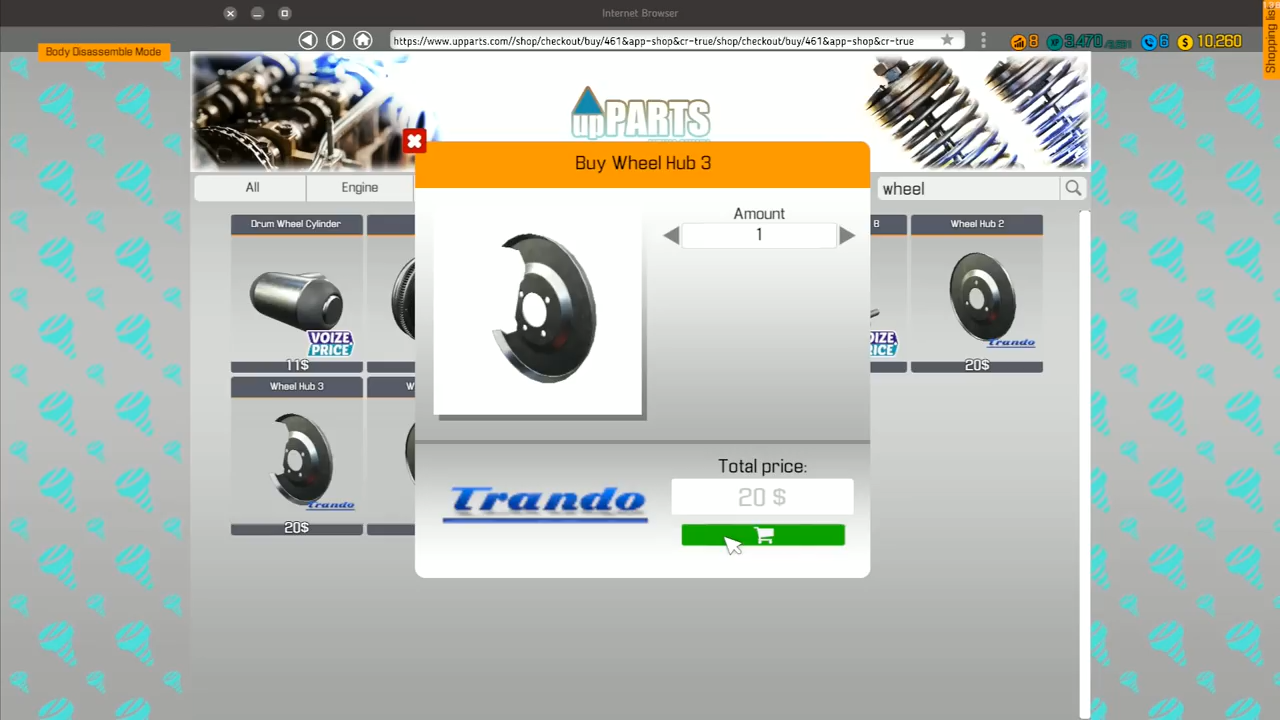 Internet Browser
Body Disassemble Mode
https://www.upparts.com//shop/checkout/buy/461&app-shop&cr-true/shop/checkout/buy/461&app-shop&cr-true
8
XP
3,470
6
$
10,260
Shopping list
upPARTS
Buy Wheel Hub 3
All
Engine
wheel
Drum Wheel Cylinder
B
Wheel Hub 2
Amount
1
VOIZE
PRICE
11$
Trando
20$
Wheel Hub 3
W
Trando
20$
Total price:
20 $
Trando